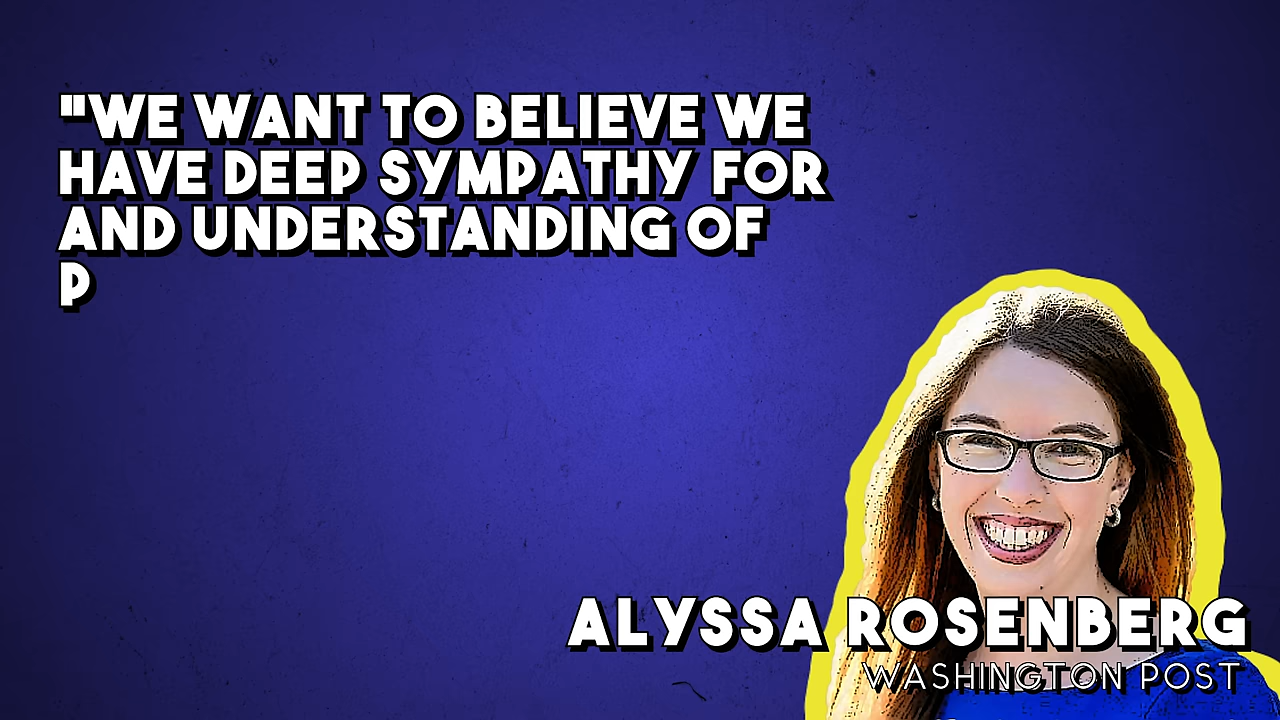 "WE WANT TO BELIEVE WE
HAVE DEEP SYMPATHY FOR
AND UNDERSTANDING OF
P
ALYSSA ROSENBERG
WASHINGTON POST